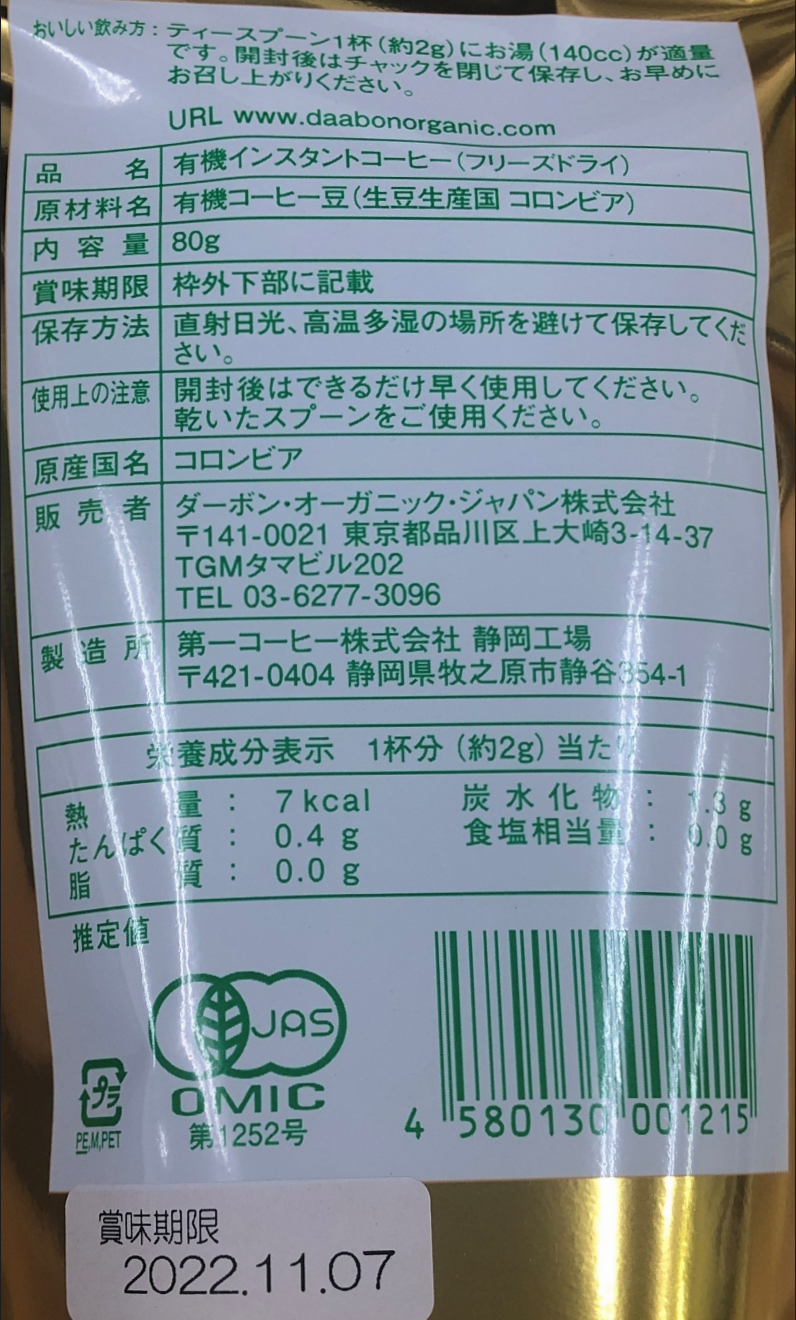 おいしい飲み方：ティースプーン1杯(約2g)にお湯(140cc)が適量
です。開封後はチャックを閉じて保存し、お早めに
お召し上がりください。
URL www.daabonorganic.com
品名 有機インスタントコーヒー(フリーズドライ)
原材料名 有機コーヒー豆(生豆生産国 コロンビア)
内容量 80g
賞味期限 枠外下部に記載
保存方法 直射日光、高温多湿の場所を避けて保存してくだ
さい。
使用上の注意 開封後はできるだけ早く使用してください。
乾いたスプーンをご使用ください。
原産国名 コロンビア
販売者 ダーボン・オーガニック・ジャパン株式会社
〒141-0021 東京都品川区上大崎3-14-37
TGMタマビル202
TEL 03-6277-3096
製造所 第一コーヒー株式会社 静岡工場
〒421-0404 静岡県牧之原市静谷354-1
栄養成分表示 1杯分(約2g)当たり
熱量：7kcal 炭水化物：1.3g
たんぱく質：0.4g 食塩相当量：0.0g
脂質：0.0g
推定値
JAS
OMIC
第1252号
プラ
PE,M,PET
4 580130 001215
賞味期限
2022.11.07